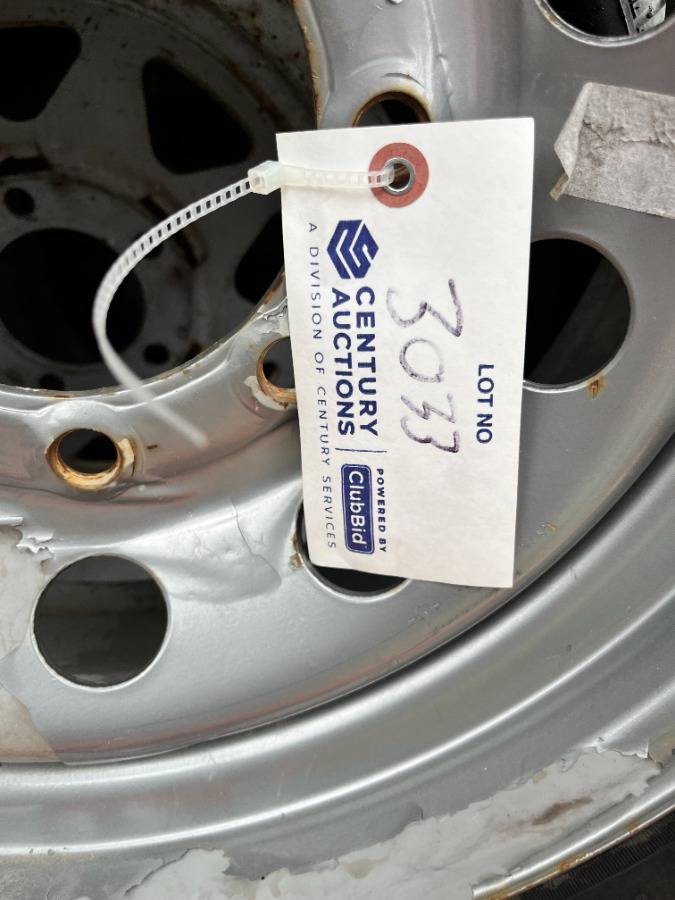 LOT NO
3033
CENTURY
AUCTIONS
A DIVISION OF CENTURY SERVICES
POWERED BY
ClubBid